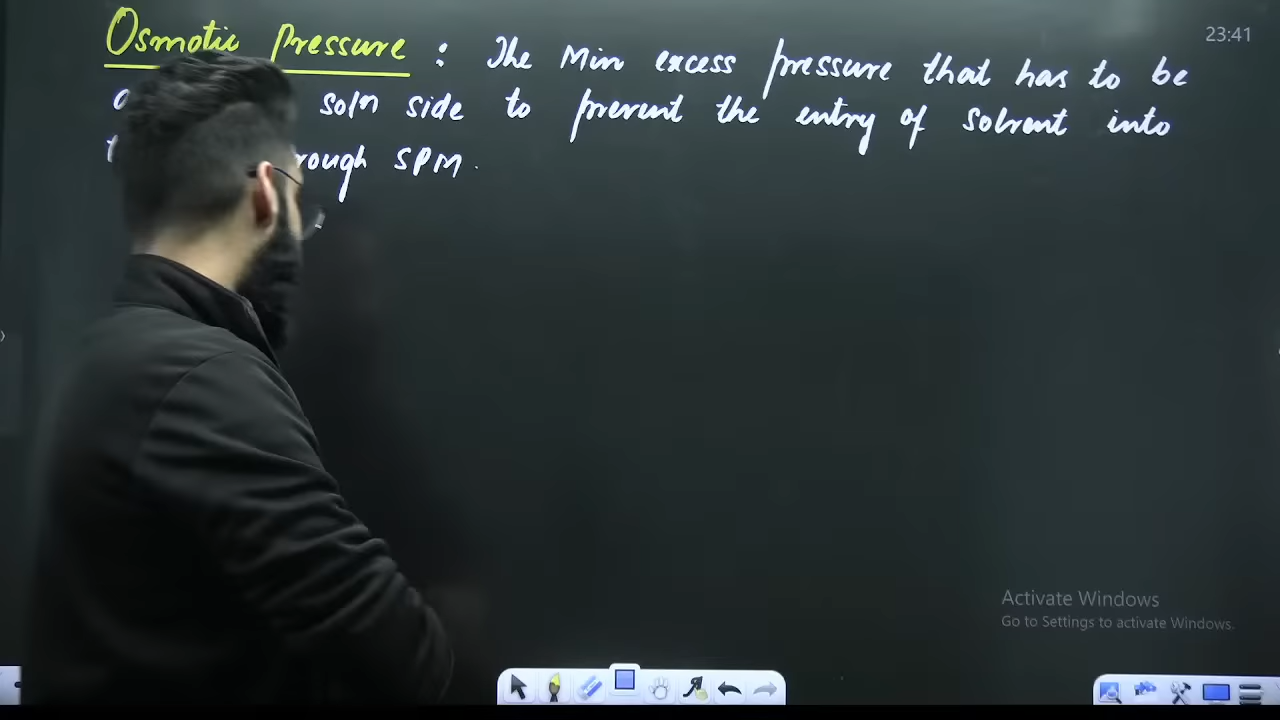 Osmotic Pressure : The Min excess pressure that has to be
23:41
soln side to prevent the entry of solvent into
rough SPM.
Activate Windows
Go to Settings to activate Windows.